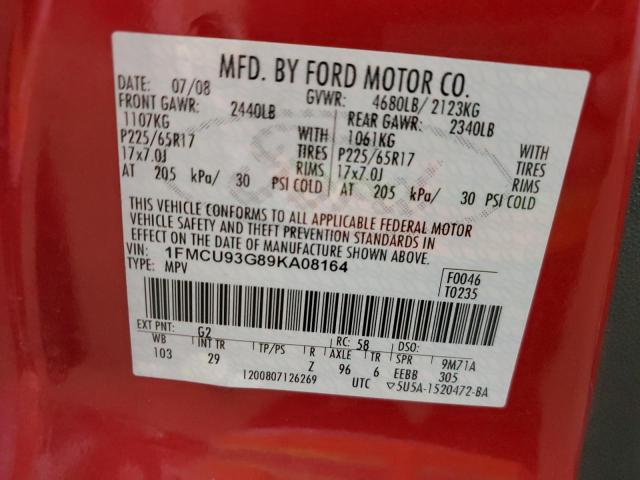 MFD. BY FORD MOTOR CO.
DATE: 07/08 GVWR: 4680LB/ 2123KG
FRONT GAWR: 2440LB REAR GAWR: 2340LB
1107KG WITH 1061KG WITH
P225/65R17 TIRES P225/65R17 TIRES
17x7.0J RIMS 17x7.0J RIMS
AT 205 kPa/ 30 PSI COLD AT 205 kPa/ 30 PSI COLD
THIS VEHICLE CONFORMS TO ALL APPLICABLE FEDERAL MOTOR
VEHICLE SAFETY AND THEFT PREVENTION STANDARDS IN
EFFECT ON THE DATE OF MANUFACTURE SHOWN ABOVE.
VIN: 1FMCU93G89KA08164
TYPE: MPV
F0046
T0235
EXT PNT: G2 RC: 58 DSO:
WB INT TR TP/PS R AXLE TR SPR 9M71A
103 29 Z 96 6 EEBB 305
1200807126269 UTC ▽5U5A-1520472-BA